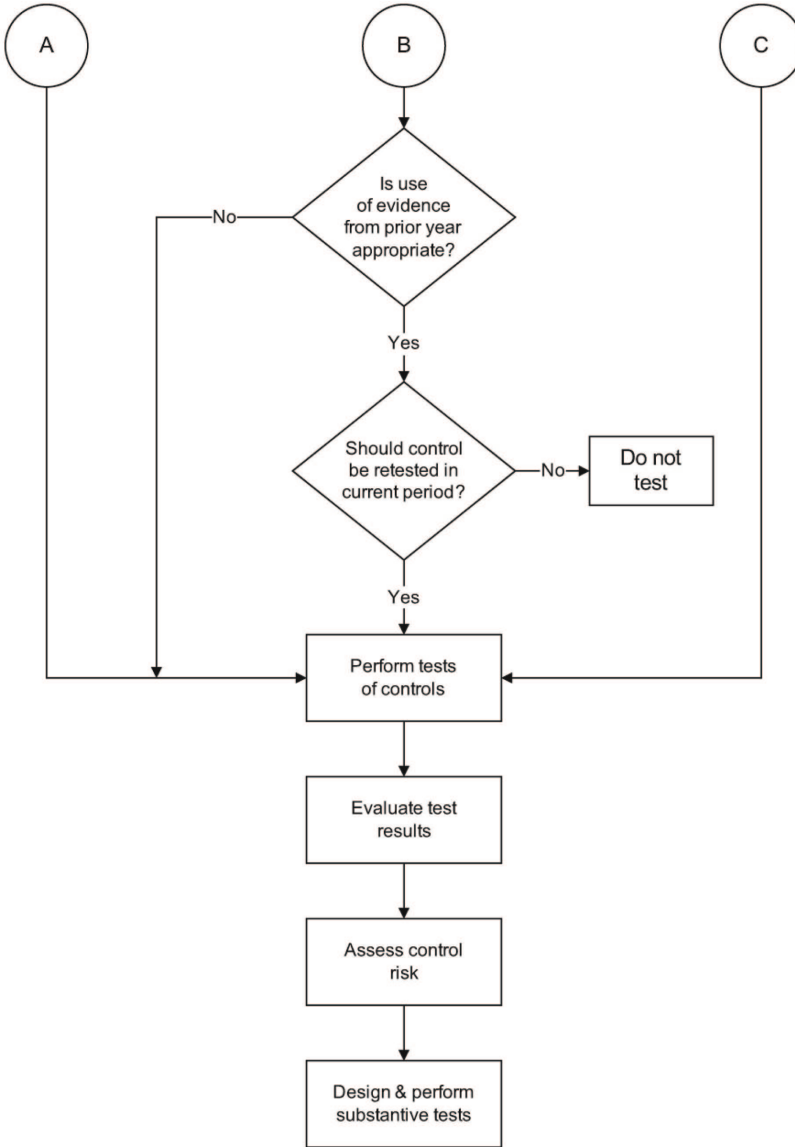 A
B
C
Is use
of evidence
from prior year
appropriate?
No
Yes
Should control
be retested in
current period?
No
Do not
test
Yes
Perform tests
of controls
Evaluate test
results
Assess control
risk
Design & perform
substantive tests